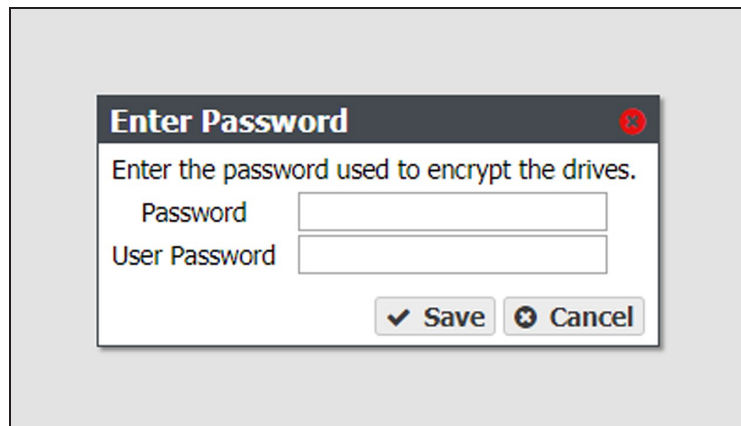 Enter Password
Enter the password used to encrypt the drives.
Password
User Password
Save Cancel